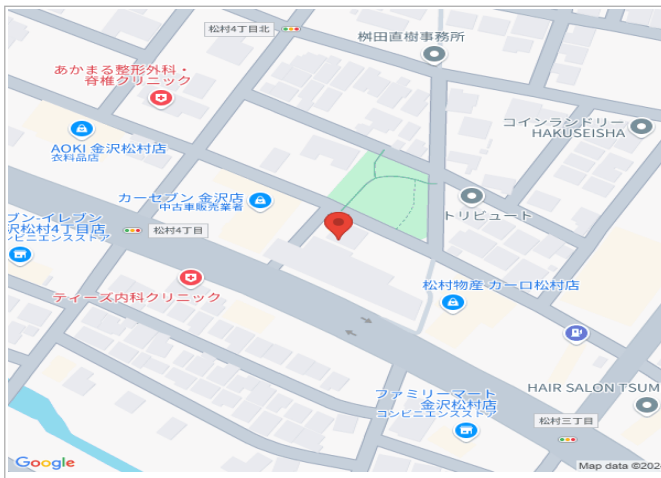 松村4丁目北
桝田直樹事務所
あかまる整形外科・
脊椎クリニック
コインランドリー
HAKUSEISHA
AOKI 金沢松村店
衣料品店
カーセブン 金沢店
中古車販売業者
トリビュート
ブン-イレブン
沢松村4丁目店
ンビニエンスストア
松村4丁目
ティーズ内科クリニック
松村物産 カーロ松村店
ファミリーマート
金沢松村店
コンビニエンスストア
HAIR SALON TSUM
松村三丁目
Google
Map data ©202